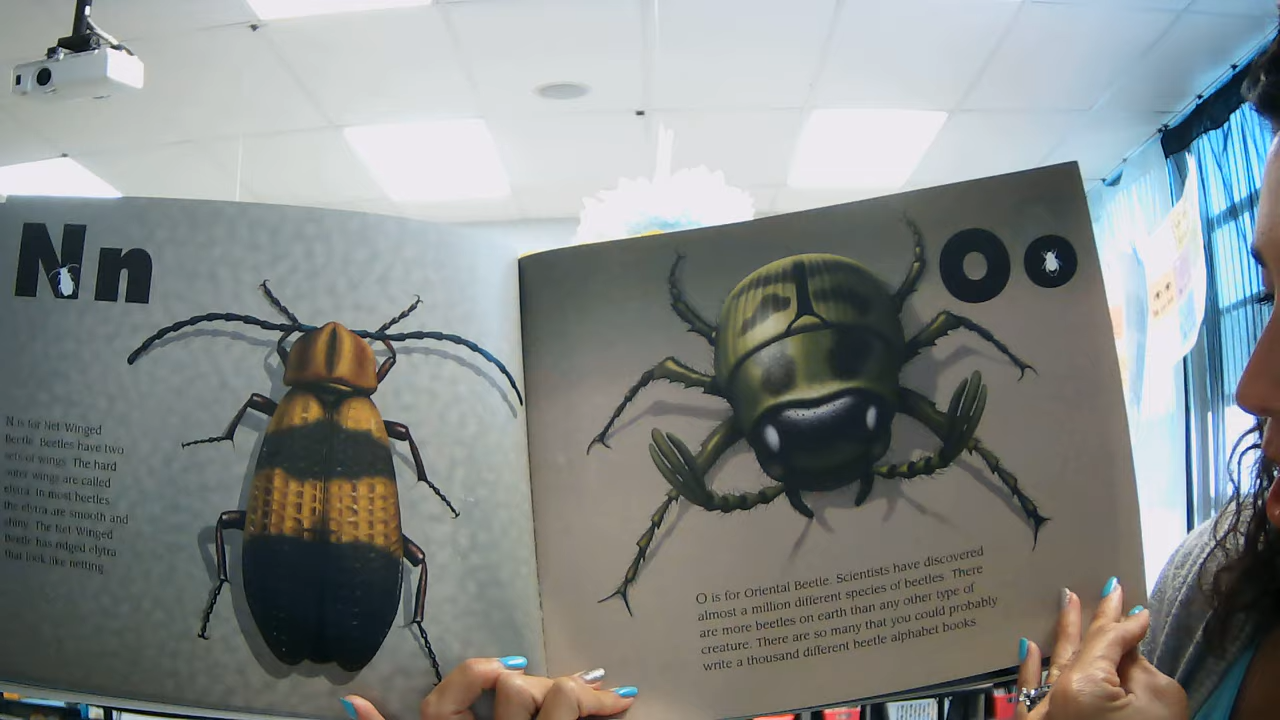 Nn
N is for Net Winged
Beetle. Beetles have two
sets of wings. The hard
outer wings are called
elytra. In most beetles
the elytra are smooth and
shiny. The Net Winged
Beetle has ridged elytra
that look like netting.
Oo
O is for Oriental Beetle. Scientists have discovered
almost a million different species of beetles. There
are more beetles on earth than any other type of
creature. There are so many that you could probably
write a thousand different beetle alphabet books.